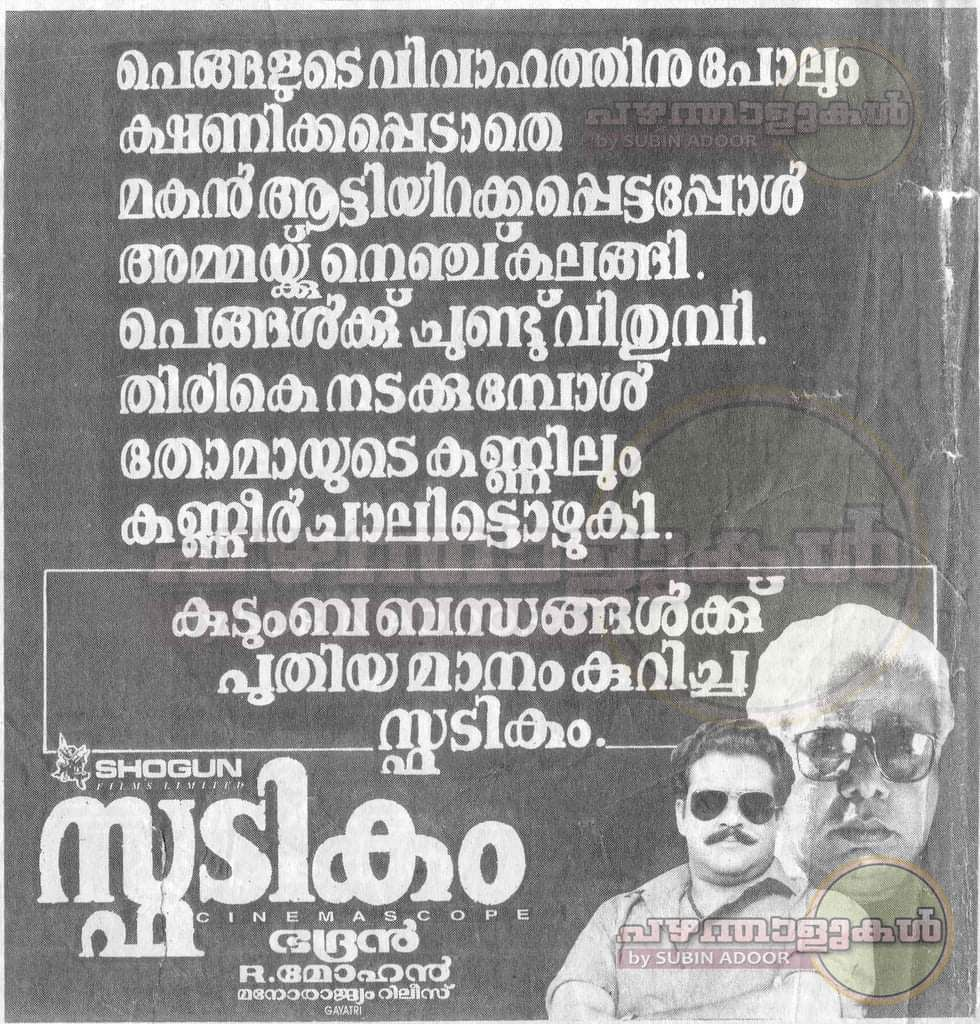 പെങ്ങളുടെ വിവാഹത്തിനു പോലും
ക്ഷണിക്കപ്പെടാതെ
മകൻ ആട്ടിയിറക്കപ്പെട്ടപ്പോൾ
അമ്മയ്ക്കു നെഞ്ച് കലങ്ങി.
പെങ്ങൾക്ക് ചുണ്ടു വിതുമ്പി.
തിരികെ നടക്കുമ്പോൾ
തോമായുടെ കണ്ണിലും
കണ്ണീർ ചാലിട്ടൊഴുകി.
കുടുംബ ബന്ധങ്ങൾക്ക്
പുതിയ മാനം കുറിച്ച
സ്ഫടികം.
SHOGUN
FILMS LIMITED
സ്ഫടികം
CINEMASCOPE
ഭദ്രൻ
R. മോഹൻ
മനോരാജ്യം റിലീസ്
GAYATRI
പഴന്താളുകൾ
by SUBIN ADOOR
പഴന്താളുകൾ
പഴന്താളുകൾ
by SUBIN ADOOR